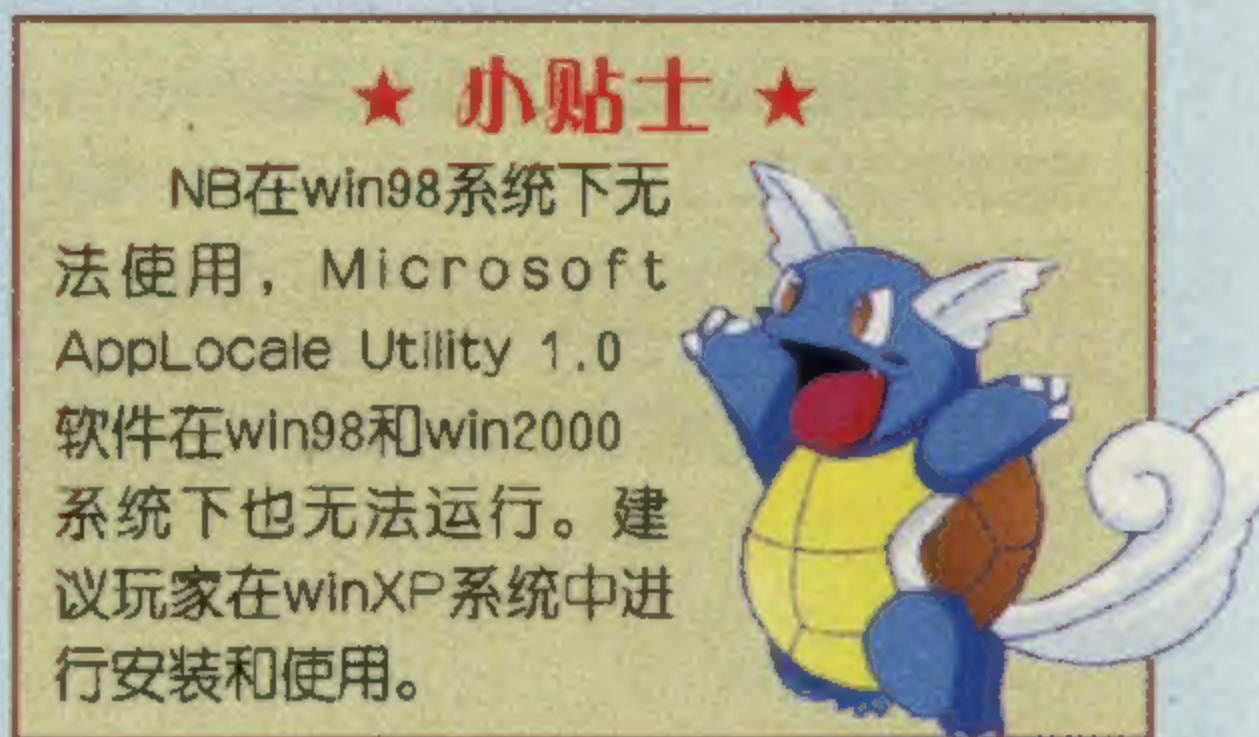 ★ 小贴士 ★
NB在win98系统下无
法使用，Microsoft
AppLocale Utility 1.0
软件在win98和win2000
系统下也无法运行。建
议玩家在winXP系统中进
行安装和使用。